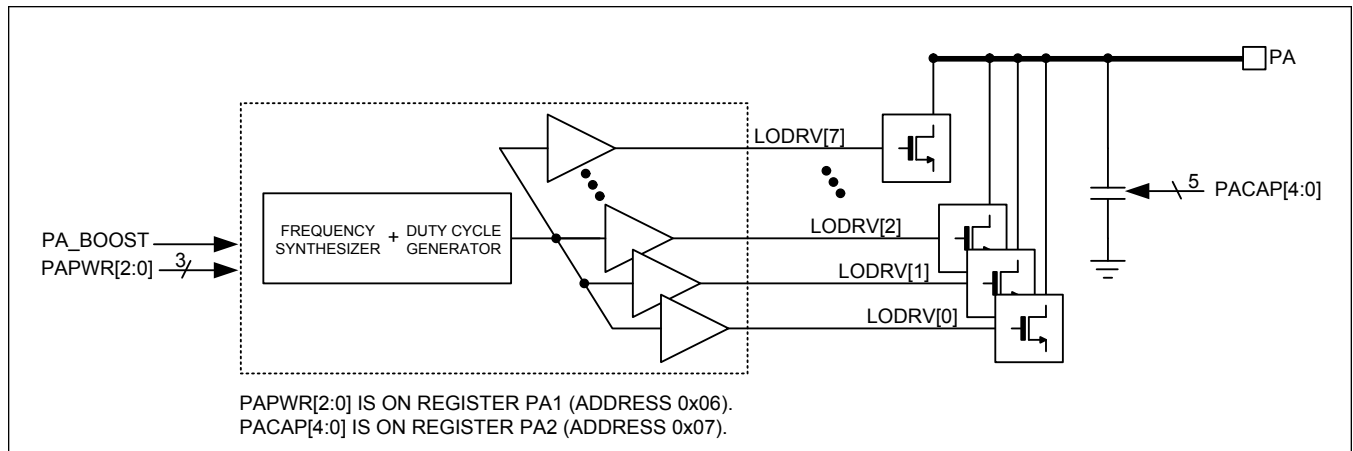 PA
LODRV[7]
5 PACAP[4:0]
PA_BOOST
PAPWR[2:0] 3
FREQUENCY SYNTHESIZER + DUTY CYCLE GENERATOR
LODRV[2]
LODRV[1]
LODRV[0]
PAPWR[2:0] IS ON REGISTER PA1 (ADDRESS 0x06).
PACAP[4:0] IS ON REGISTER PA2 (ADDRESS 0x07).